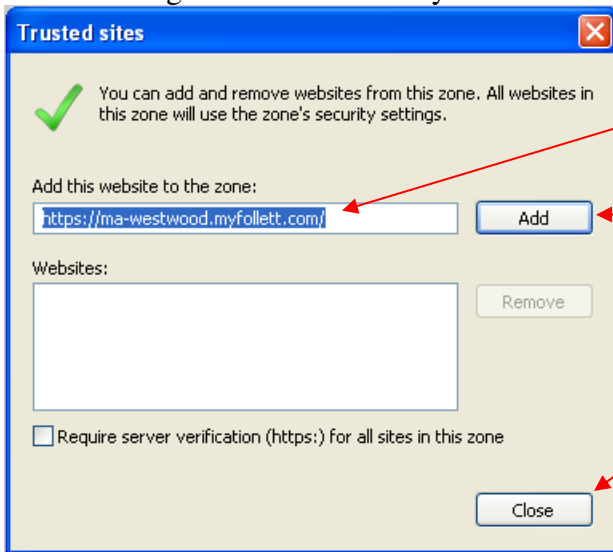 Trusted sites
You can add and remove websites from this zone. All websites in
this zone will use the zone's security settings.
Add this website to the zone:
https://ma-westwood.myfollett.com/
Add
Websites:
Remove
Require server verification (https:) for all sites in this zone
Close